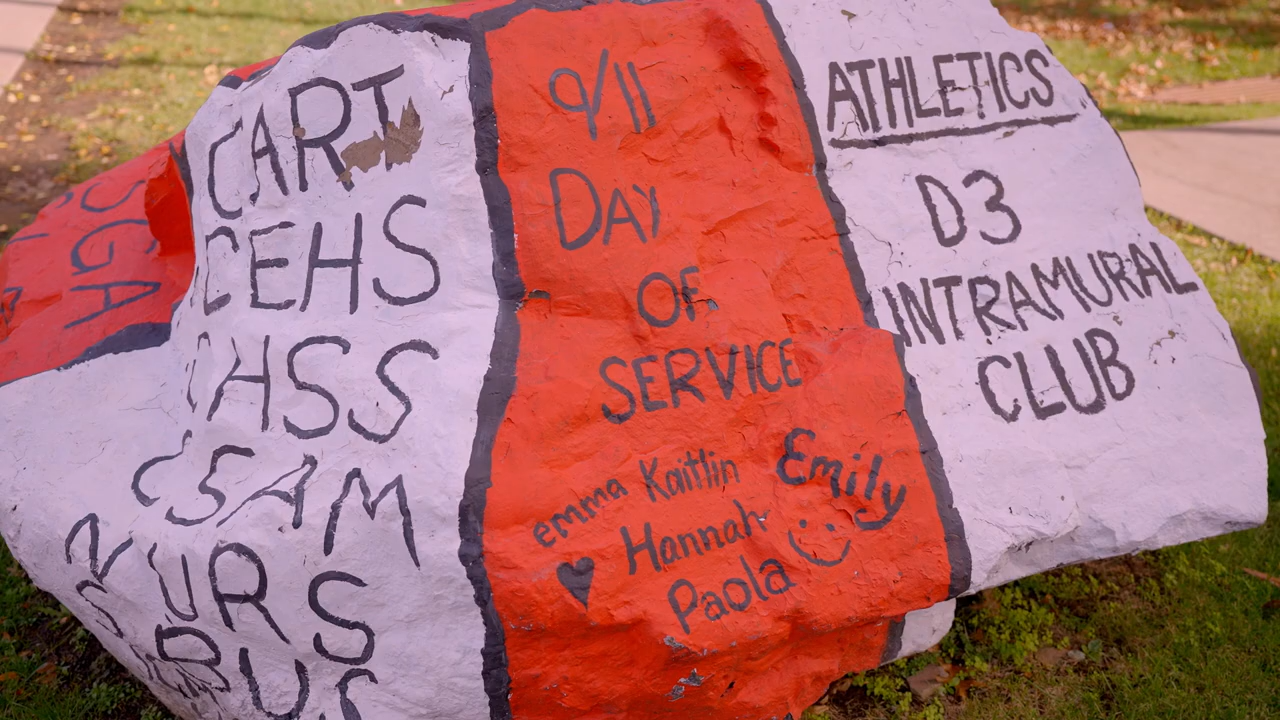 SGA
CART
CEHS
CHSS
CSAM
NURS
SBUS
9/11
DAY
OF
SERVICE
emma Kaitlin Emily
Hannah
Paola
ATHLETICS
D3
INTRAMURAL
CLUB